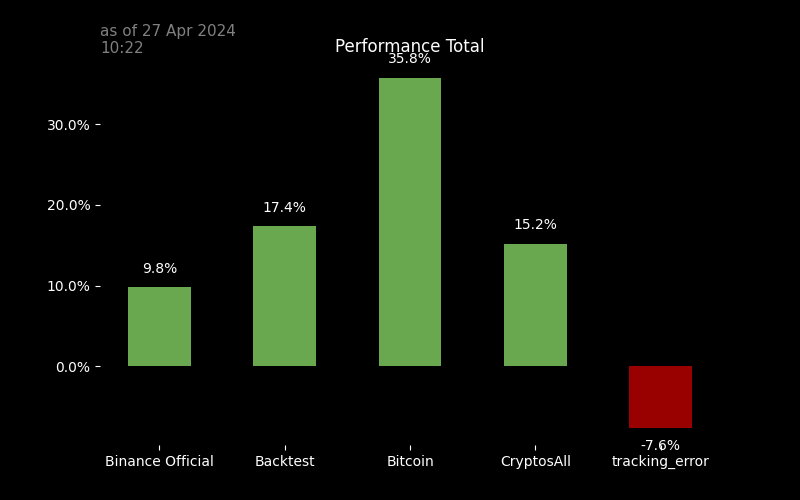 as of 27 Apr 2024
10:22
Performance Total
35.8%
30.0%
20.0%
17.4%
15.2%
10.0%
9.8%
0.0%
-7.6%
Binance Official
Backtest
Bitcoin
CryptosAll
tracking_error